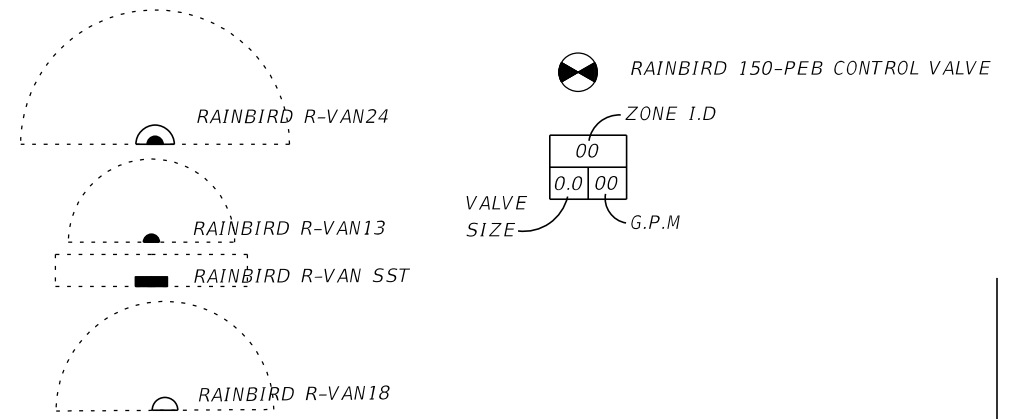 RAINBIRD R-VAN24
RAINBIRD R-VAN13
RAINBIRD R-VAN SST
RAINBIRD R-VAN18
RAINBIRD 150-PEB CONTROL VALVE
ZONE I.D
00
0.0 00
VALVE
SIZE
G.P.M